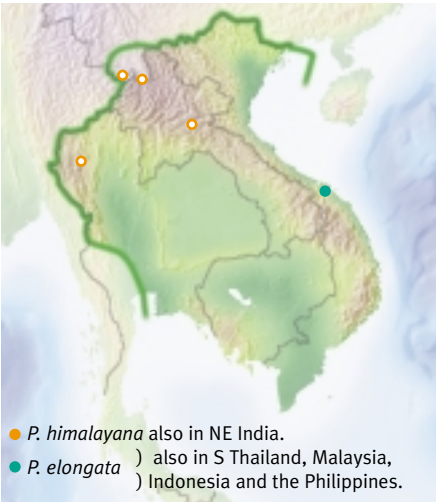 P. himalayana also in NE India.
P. elongata ) also in S Thailand, Malaysia,
) Indonesia and the Philippines.